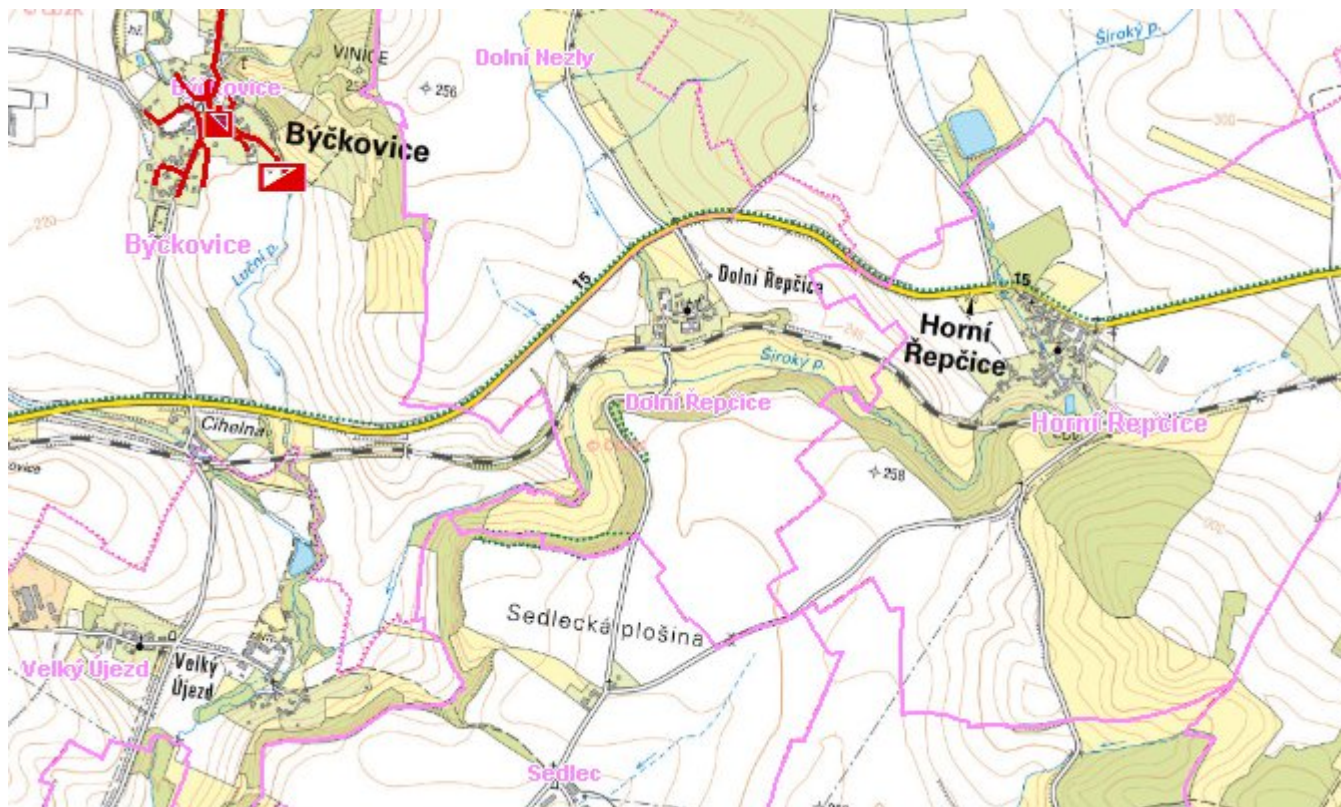 Široký p.
Dolní Nezly
VINICE
256
Býčkovice
Býčkovice
300
220
Býčkovice
Luční p.
15
Dolní Řepčice
15
Horní
Řepčice
Široký p.
Dolní Řepčice
Horní Řepčice
Cihelna
258
Sedlecká plošina
Velký
Újezd
Velký Újezd
Sedlec